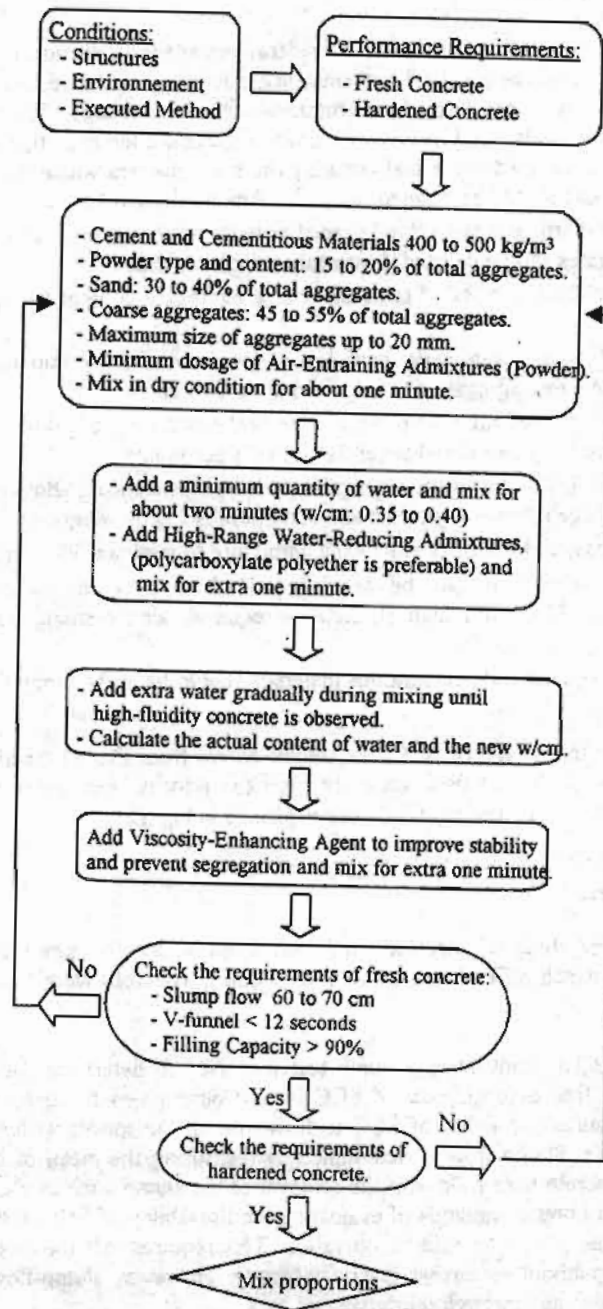 Conditions:
- Structures
- Environnement
- Executed Method
Performance Requirements:
- Fresh Concrete
- Hardened Concrete
- Cement and Cementitious Materials 400 to 500 kg/m³
- Powder type and content: 15 to 20% of total aggregates.
- Sand: 30 to 40% of total aggregates.
- Coarse aggregates: 45 to 55% of total aggregates.
- Maximum size of aggregates up to 20 mm.
- Minimum dosage of Air-Entraining Admixtures (Powder).
- Mix in dry condition for about one minute.
- Add a minimum quantity of water and mix for
about two minutes (w/cm: 0.35 to 0.40)
- Add High-Range Water-Reducing Admixtures
(polycarboxylate polyether is preferable) and
mix for extra one minute.
- Add extra water gradually during mixing until
high-fluidity concrete is observed.
- Calculate the actual content of water and the new w/cm.
Add Viscosity-Enhancing Agent to improve stability
and prevent segregation and mix for extra one minute.
No
Check the requirements of fresh concrete:
- Slump flow 60 to 70 cm
- V-funnel < 12 seconds
- Filling Capacity > 90%
Yes
No
Check the requirements of
hardened concrete.
Yes
Mix proportions